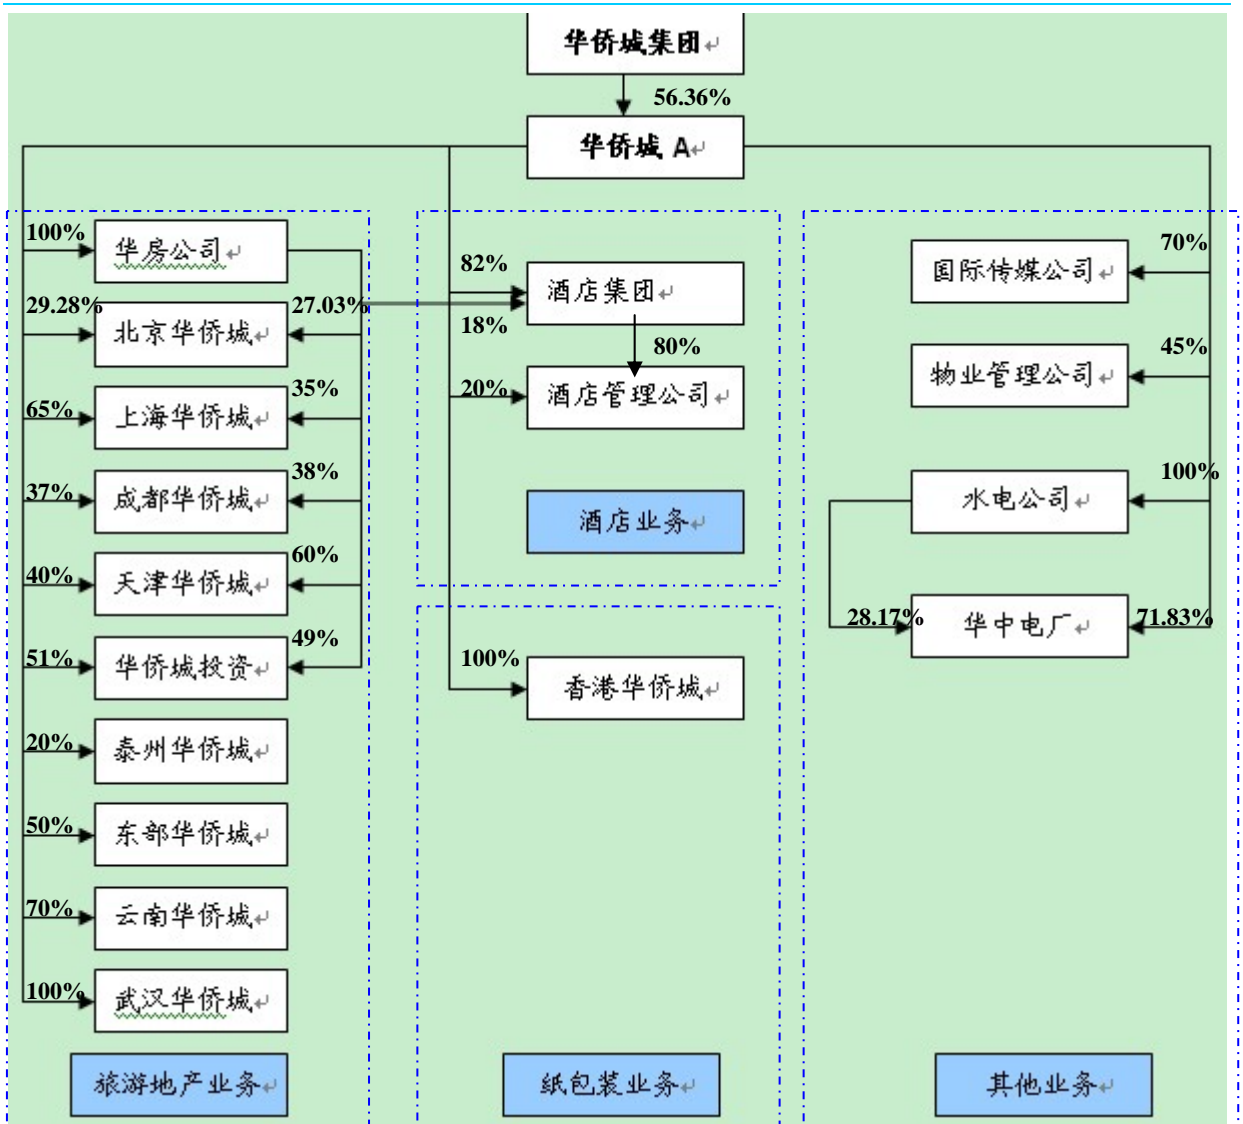 华侨城集团
56.36%
华侨城 A
100%
华房公司
29.28%
27.03%
北京华侨城
65%
35%
上海华侨城
37%
38%
成都华侨城
40%
60%
天津华侨城
51%
49%
华侨城投资
20%
泰州华侨城
50%
东部华侨城
70%
云南华侨城
100%
武汉华侨城
旅游地产业务
82%
18%
酒店集团
80%
20%
酒店管理公司
酒店业务
100%
香港华侨城
纸包装业务
70%
国际传媒公司
45%
物业管理公司
100%
水电公司
28.17%
华中电厂
71.83%
其他业务